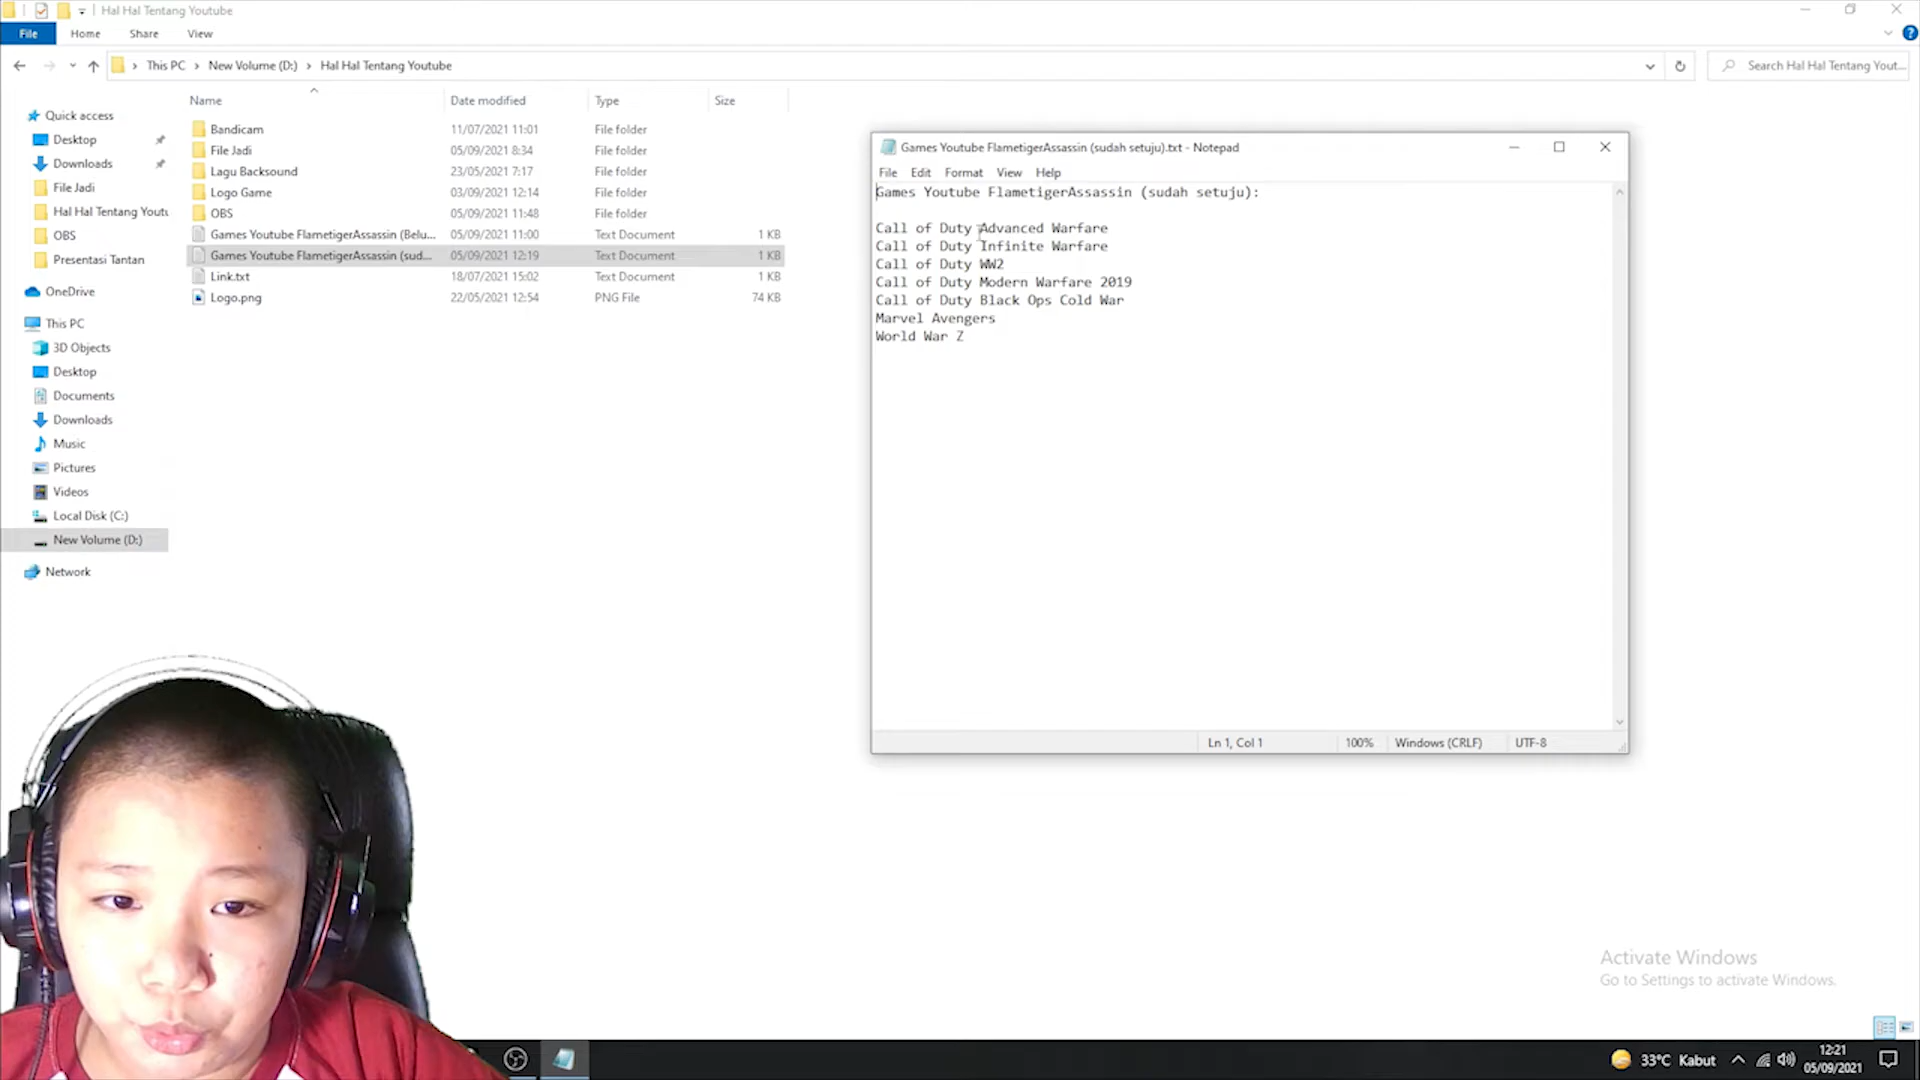 Hal Hal Tentang Youtube
File Home Share View
This PC New Volume (D:) Hal Hal Tentang Youtube
Search Hal Hal Tentang Yout...
Name Date modified Type Size
Quick access
Desktop
Downloads
File Jadi
Hal Hal Tentang Youtu
OBS
Presentasi Tantan
OneDrive
This PC
3D Objects
Desktop
Documents
Downloads
Music
Pictures
Videos
Local Disk (C:)
New Volume (D:)
Network
Bandicam 11/07/2021 11:01 File folder
File Jadi 05/09/2021 8:34 File folder
Lagu Backsound 23/05/2021 7:17 File folder
Logo Game 03/09/2021 12:14 File folder
OBS 05/09/2021 11:48 File folder
Games Youtube FlametigerAssassin (Belu... 05/09/2021 11:00 Text Document 1 KB
Games Youtube FlametigerAssassin (sud... 05/09/2021 12:19 Text Document 1 KB
Link.txt 18/07/2021 15:02 Text Document 1 KB
Logo.png 22/05/2021 12:54 PNG File 74 KB
Games Youtube FlametigerAssassin (sudah setuju).txt - Notepad
File Edit Format View Help
Games Youtube FlametigerAssassin (sudah setuju):
Call of Duty Advanced Warfare
Call of Duty Infinite Warfare
Call of Duty WW2
Call of Duty Modern Warfare 2019
Call of Duty Black Ops Cold War
Marvel Avengers
World War Z
Ln 1, Col 1 100% Windows (CRLF) UTF-8
Activate Windows
Go to Settings to activate Windows.
33°C Kabut
12:21
05/09/2021